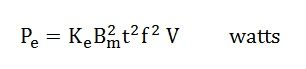 Pₑ = KₑBₘ²t²f² V watts